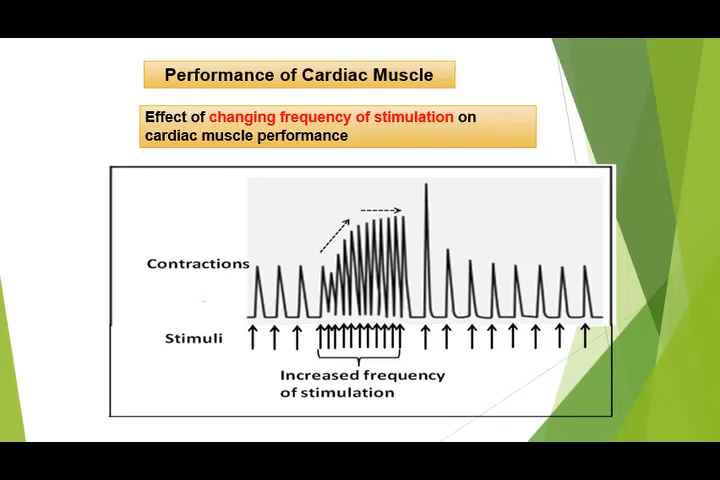 Performance of Cardiac Muscle
Effect of changing frequency of stimulation on
cardiac muscle performance
Contractions
Stimuli
Increased frequency
of stimulation